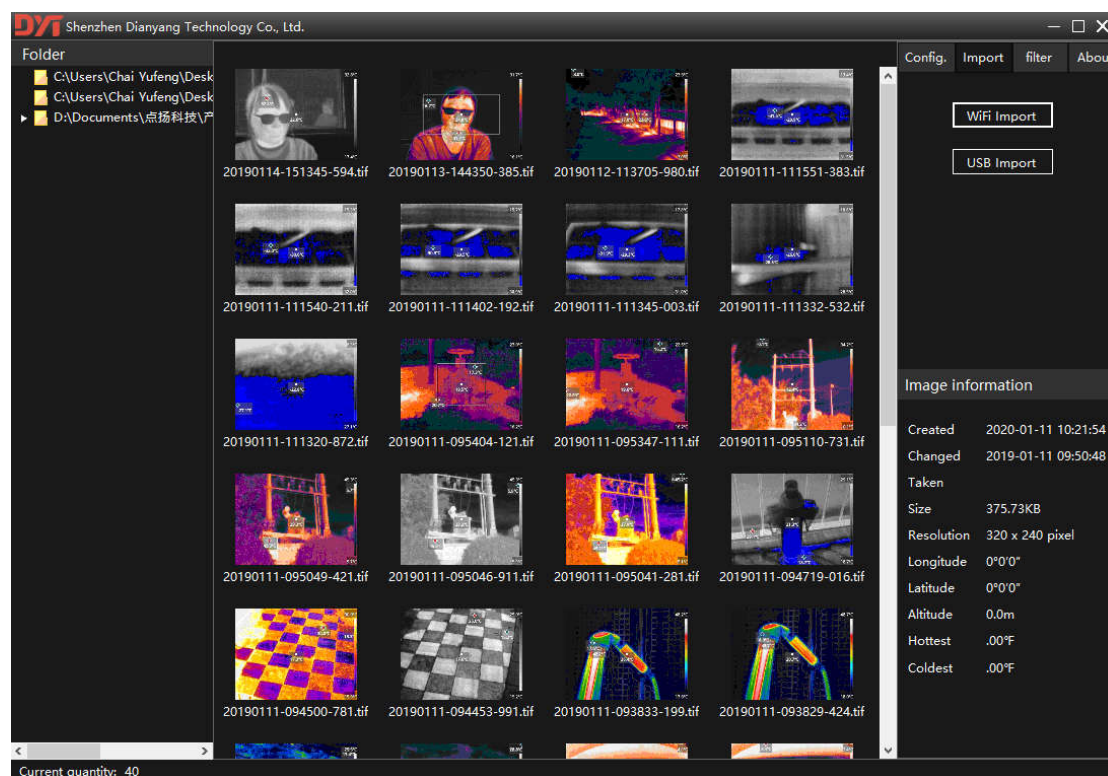 DYT Shenzhen Dianyang Technology Co., Ltd.
Folder
C:\Users\Chai Yufeng\Desk
C:\Users\Chai Yufeng\Desk
D:\Documents\点扬科技\产
Config. Import filter Abou
WiFi Import
USB Import
20190114-151345-594.tif 20190113-144350-385.tif 20190112-113705-980.tif 20190111-111551-383.tif
20190111-111540-211.tif 20190111-111402-192.tif 20190111-111345-003.tif 20190111-111332-532.tif
20190111-111320-872.tif 20190111-095404-121.tif 20190111-095347-111.tif 20190111-095110-731.tif
20190111-095049-421.tif 20190111-095046-911.tif 20190111-095041-281.tif 20190111-094719-016.tif
20190111-094500-781.tif 20190111-094453-991.tif 20190111-093833-199.tif 20190111-093829-424.tif
Image information
Created 2020-01-11 10:21:54
Changed 2019-01-11 09:50:48
Taken
Size 375.73KB
Resolution 320 x 240 pixel
Longitude 0°0'0"
Latitude 0°0'0"
Altitude 0.0m
Hottest .00°F
Coldest .00°F
Current quantity: 40